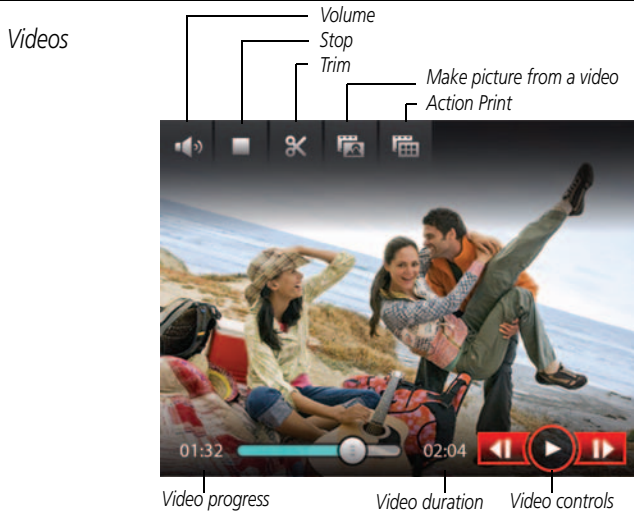 Videos
Volume
Stop
Trim
Make picture from a video
Action Print
01:32
02:04
Video progress
Video duration
Video controls